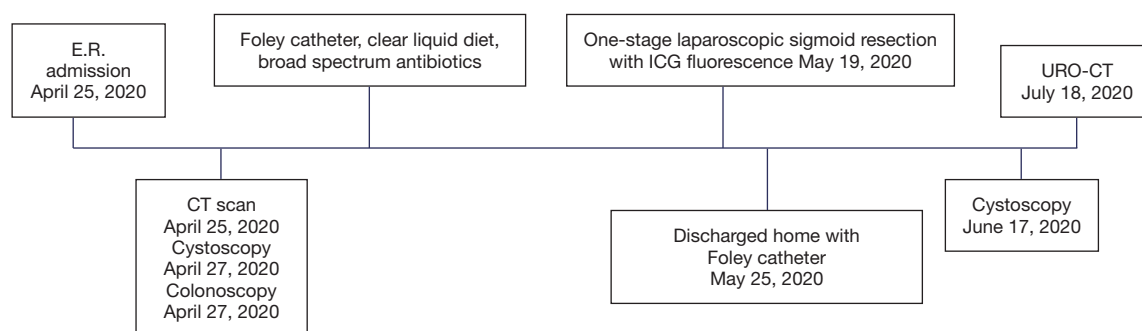 E.R.
admission
April 25, 2020
Foley catheter, clear liquid diet,
broad spectrum antibiotics
One-stage laparoscopic sigmoid resection
with ICG fluorescence May 19, 2020
URO-CT
July 18, 2020
CT scan
April 25, 2020
Cystoscopy
April 27, 2020
Colonoscopy
April 27, 2020
Discharged home with
Foley catheter
May 25, 2020
Cystoscopy
June 17, 2020